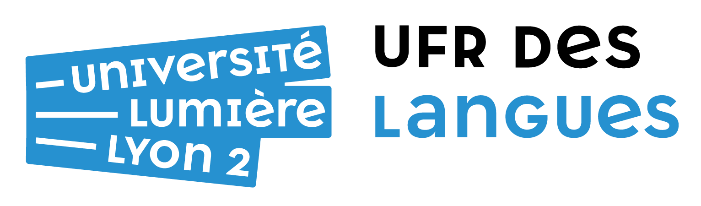 université
Lumière
Lyon 2
UFR Des
Langues